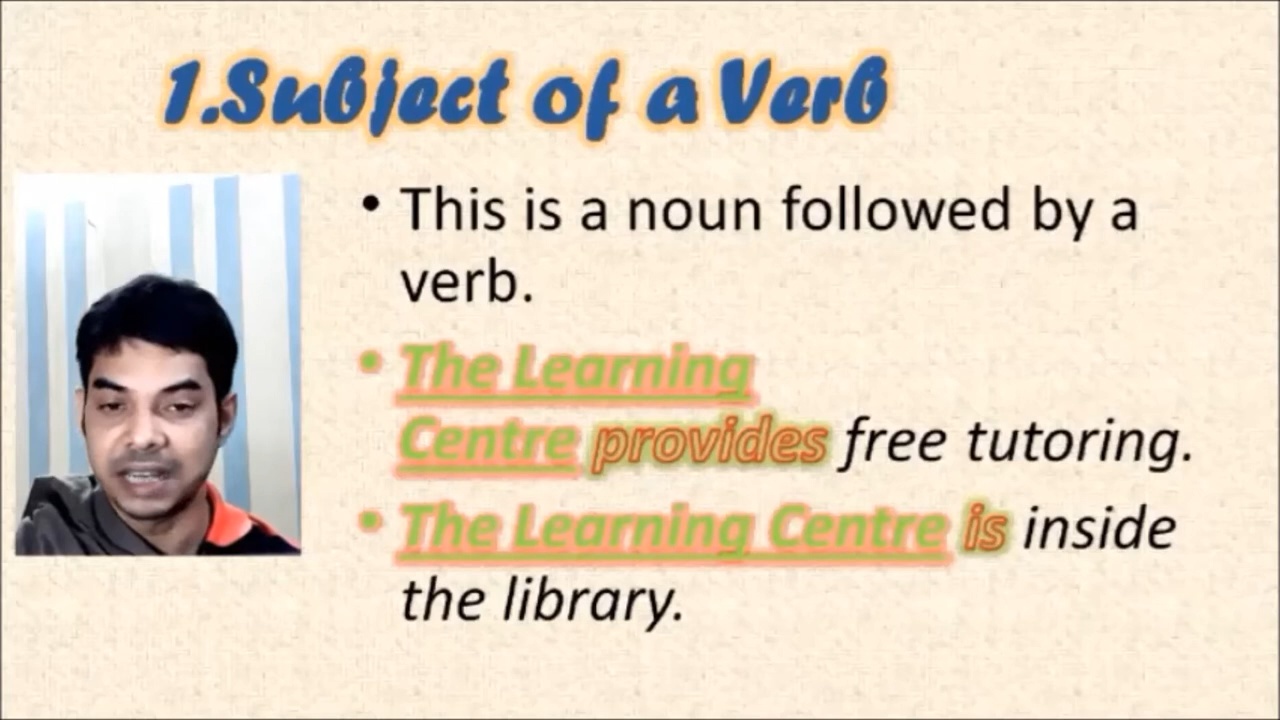 1.Subject of a Verb
• This is a noun followed by a
verb.
• The Learning
Centre provides free tutoring.
• The Learning Centre is inside
the library.